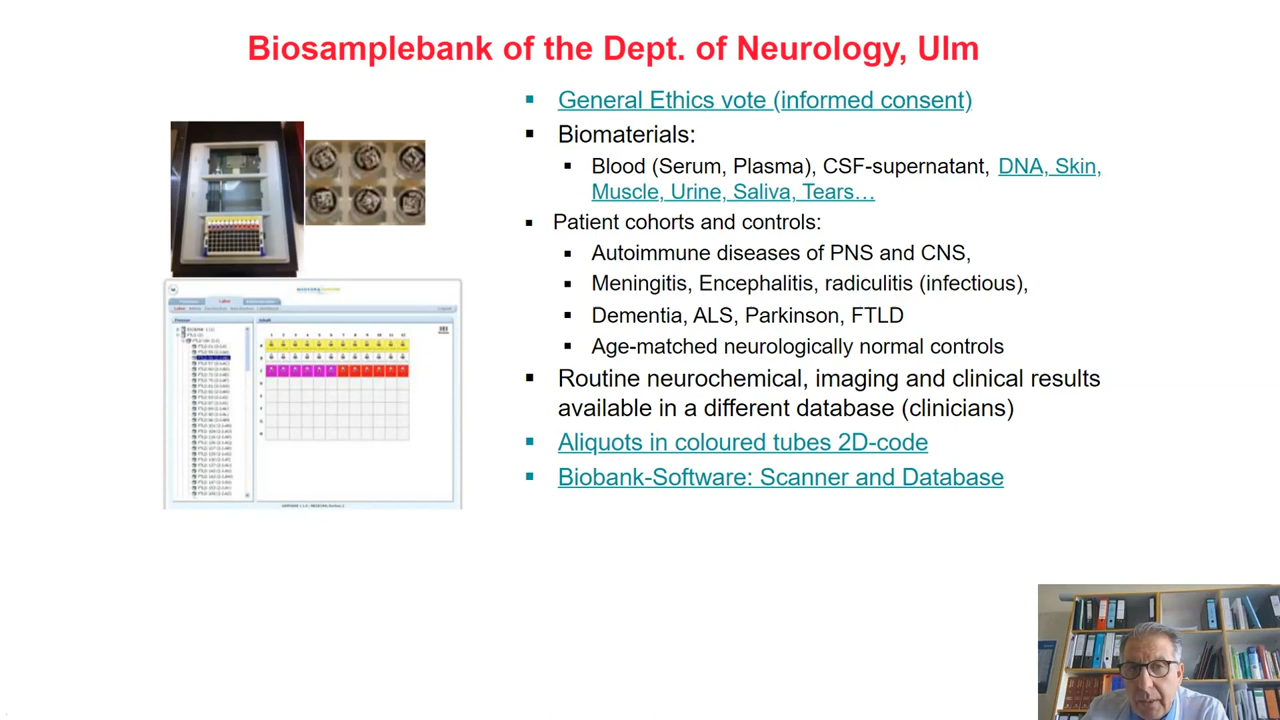 Biosamplebank of the Dept. of Neurology, Ulm
General Ethics vote (informed consent)
Biomaterials:
Blood (Serum, Plasma), CSF-supernatant, DNA, Skin,
Muscle, Urine, Saliva, Tears…
Patient cohorts and controls:
Autoimmune diseases of PNS and CNS,
Meningitis, Encephalitis, radiculitis (infectious),
Dementia, ALS, Parkinson, FTLD
Age-matched neurologically normal controls
Routine neurochemical, imaging and clinical results
available in a different database (clinicians)
Aliquots in coloured tubes 2D-code
Biobank-Software: Scanner and Database